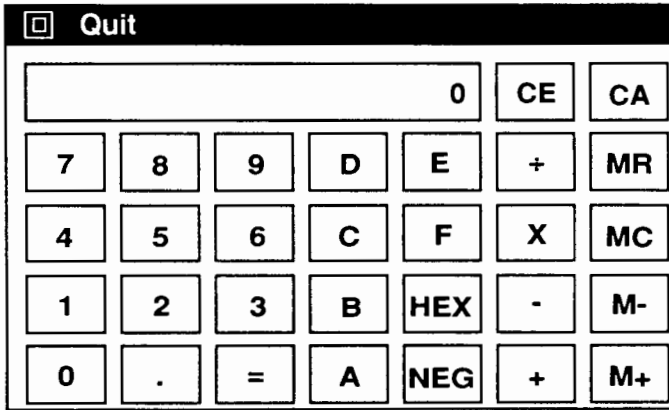 Quit
0 CE CA
7 8 9 D E ÷ MR
4 5 6 C F X MC
1 2 3 B HEX - M-
0 . = A NEG + M+